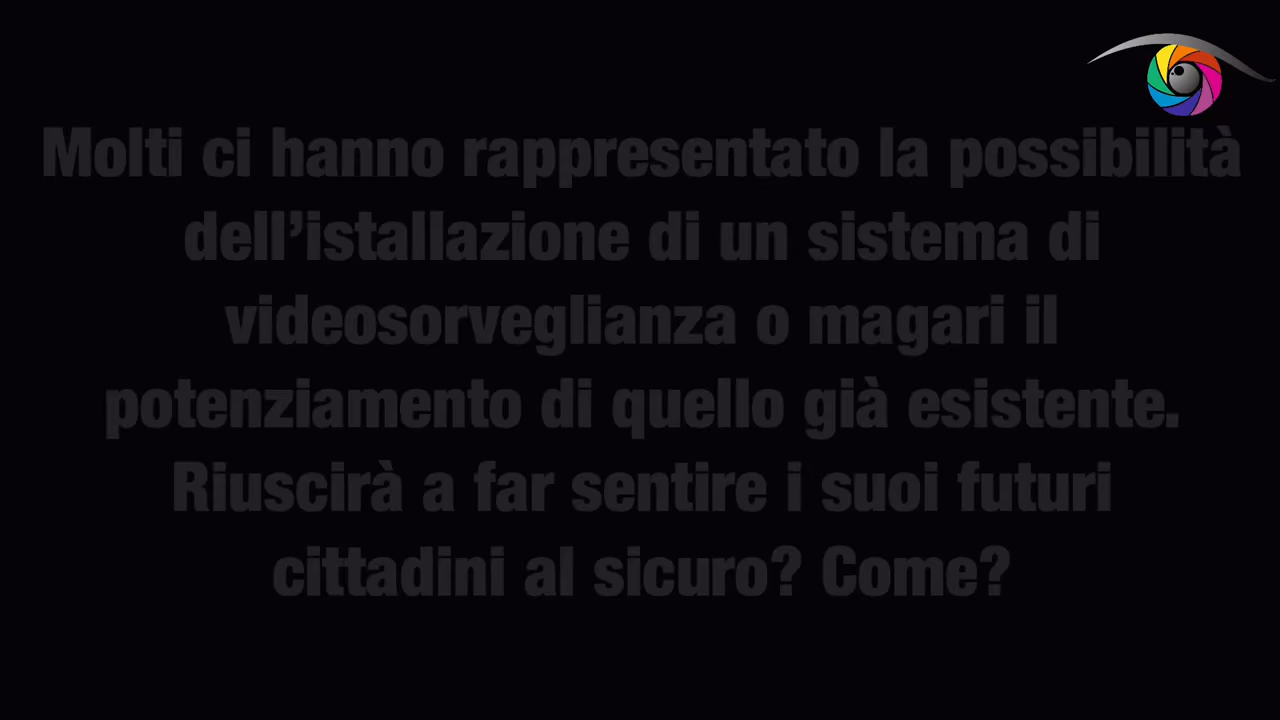 Molti ci hanno rappresentato la possibilità
dell’istallazione di un sistema di
videosorveglianza o magari il
potenziamento di quello già esistente.
Riuscirà a far sentire i suoi futuri
cittadini al sicuro? Come?